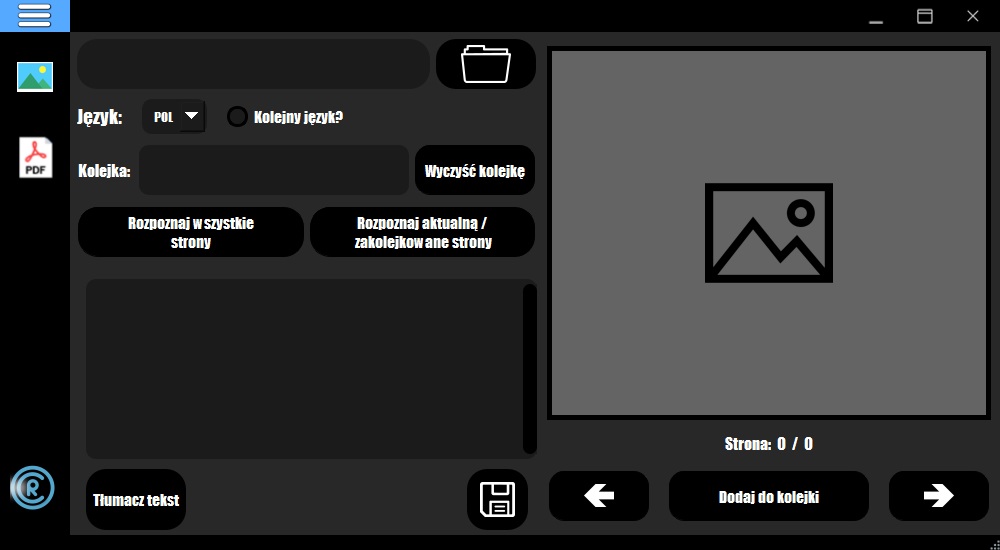 Język:
POL
Kolejny język?
PDF
Kolejka:
Wyczyść kolejkę
Rozpoznaj wszystkie
strony
Rozpoznaj aktualną /
zakolejkowane strony
Strona: 0 / 0
Tłumacz tekst
Dodaj do kolejki
R